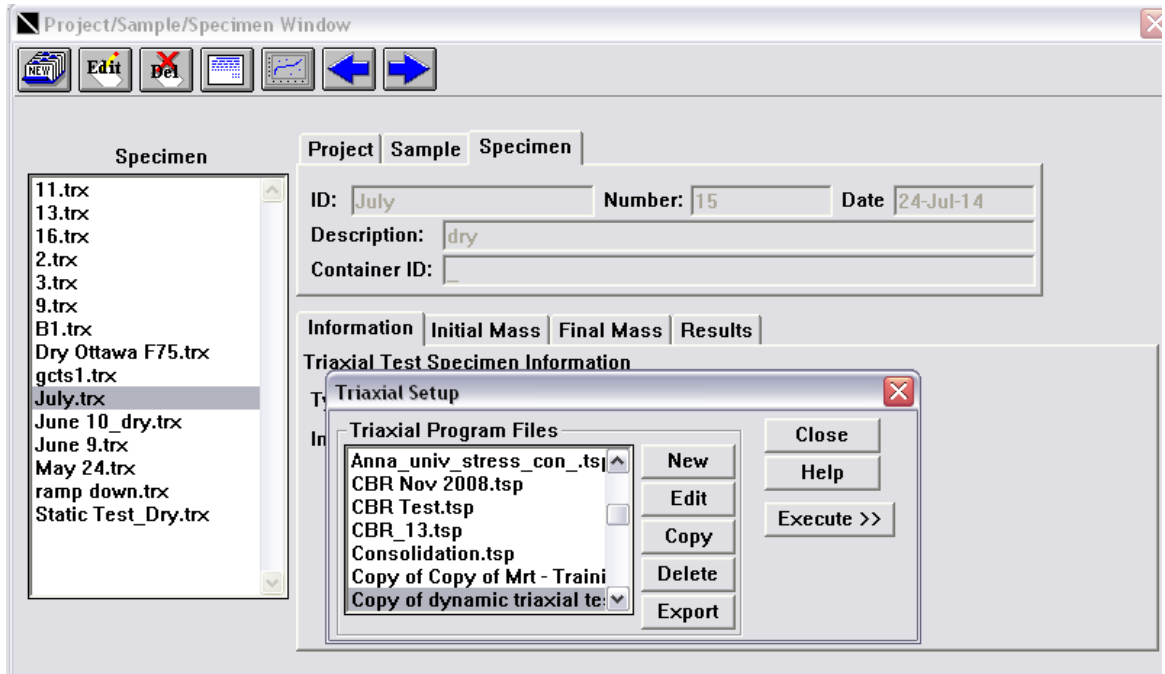 Project/Sample/Specimen Window
NEW Edit Del
Specimen
11.trx
13.trx
16.trx
2.trx
3.trx
9.trx
B1.trx
Dry Ottawa F75.trx
gcts1.trx
July.trx
June 10_dry.trx
June 9.trx
May 24.trx
ramp down.trx
Static Test_Dry.trx
Project Sample Specimen
ID: July Number: 15 Date 24-Jul-14
Description: dry
Container ID: _
Information Initial Mass Final Mass Results
Triaxial Test Specimen Information
Triaxial Setup
Triaxial Program Files
Anna_univ_stress_con_.tsp
CBR Nov 2008.tsp
CBR Test.tsp
CBR_13.tsp
Consolidation.tsp
Copy of Copy of Mrt - Traini
Copy of dynamic triaxial te
New
Edit
Copy
Delete
Export
Close
Help
Execute >>